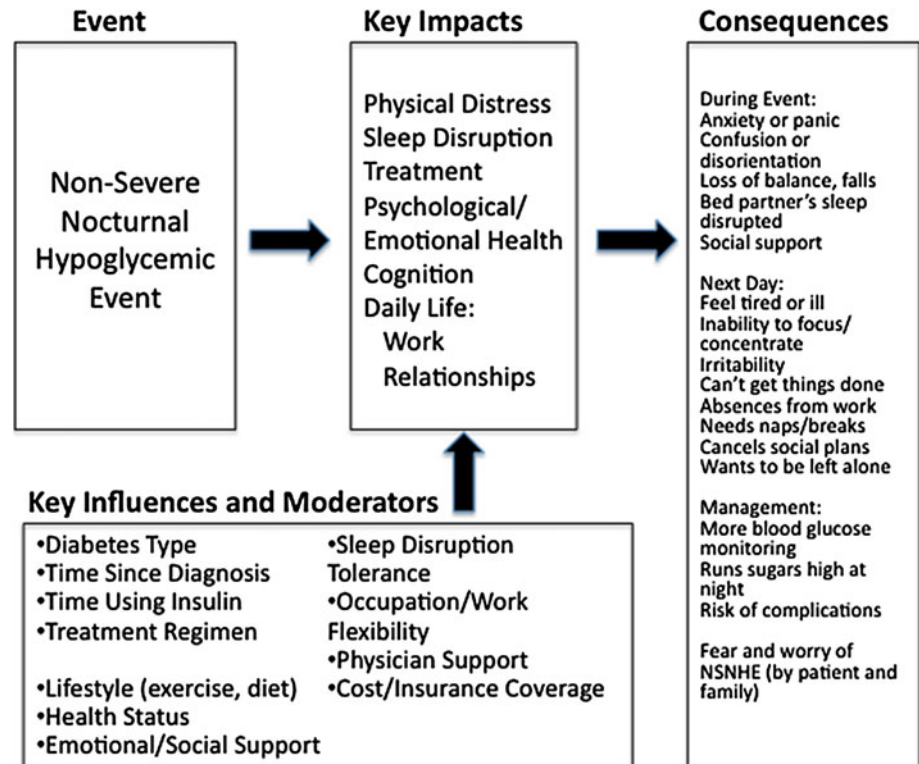 Event
Non-Severe
Nocturnal
Hypoglycemic
Event
Key Impacts
Physical Distress
Sleep Disruption
Treatment
Psychological/
Emotional Health
Cognition
Daily Life:
Work
Relationships
Key Influences and Moderators
•Diabetes Type
•Time Since Diagnosis
•Time Using Insulin
•Treatment Regimen
•Lifestyle (exercise, diet)
•Health Status
•Emotional/Social Support
•Sleep Disruption
Tolerance
•Occupation/Work
Flexibility
•Physician Support
•Cost/Insurance Coverage
Consequences
During Event:
Anxiety or panic
Confusion or
disorientation
Loss of balance, falls
Bed partner's sleep
disrupted
Social support
Next Day:
Feel tired or ill
Inability to focus/
concentrate
Irritability
Can't get things done
Absences from work
Needs naps/breaks
Cancels social plans
Wants to be left alone
Management:
More blood glucose
monitoring
Runs sugars high at
night
Risk of complications
Fear and worry of
NSNHE (by patient and
family)